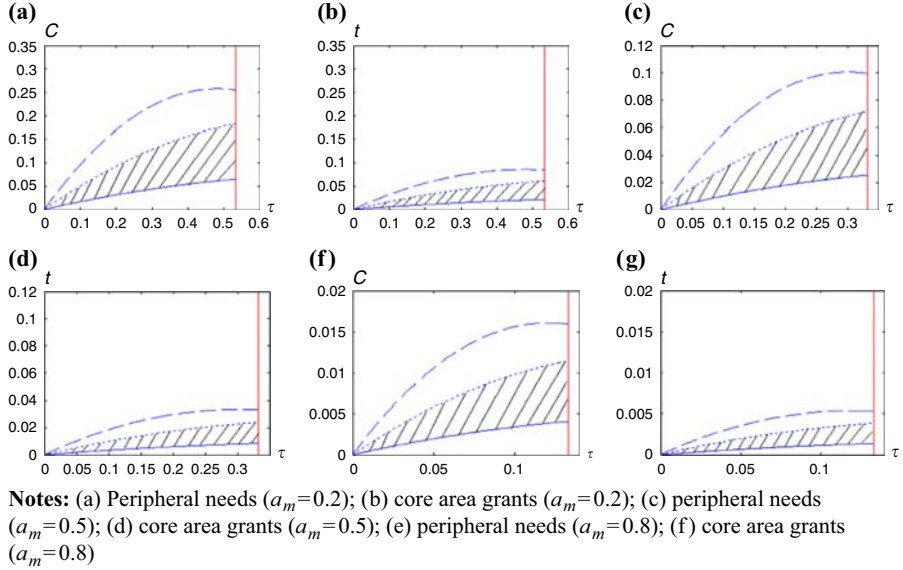 (a) (b) (c)
C t C
0.35 0.35 0.12
0.3 0.3 0.1
0.25 0.25 0.08
0.2 0.2 0.06
0.15 0.15 0.04
0.1 0.1 0.02
0.05 0.05 0
0 0
0 0.1 0.2 0.3 0.4 0.5 τ 0.6
0 0.1 0.2 0.3 0.4 0.5 τ 0.6
0 0.05 0.1 0.15 0.2 0.25 0.3 τ
(d) (f) (g)
t C t
0.12 0.02 0.02
0.1 0.015 0.015
0.08 0.01 0.01
0.06 0.005 0.005
0.04 0 0
0.02
0
0 0.05 0.1 0.15 0.2 0.25 0.3 τ
0.05 0.1 τ
0.05 0.1 τ
Notes: (a) Peripheral needs (a_m=0.2); (b) core area grants (a_m=0.2); (c) peripheral needs
(a_m=0.5); (d) core area grants (a_m=0.5); (e) peripheral needs (a_m=0.8); (f) core area grants
(a_m=0.8)